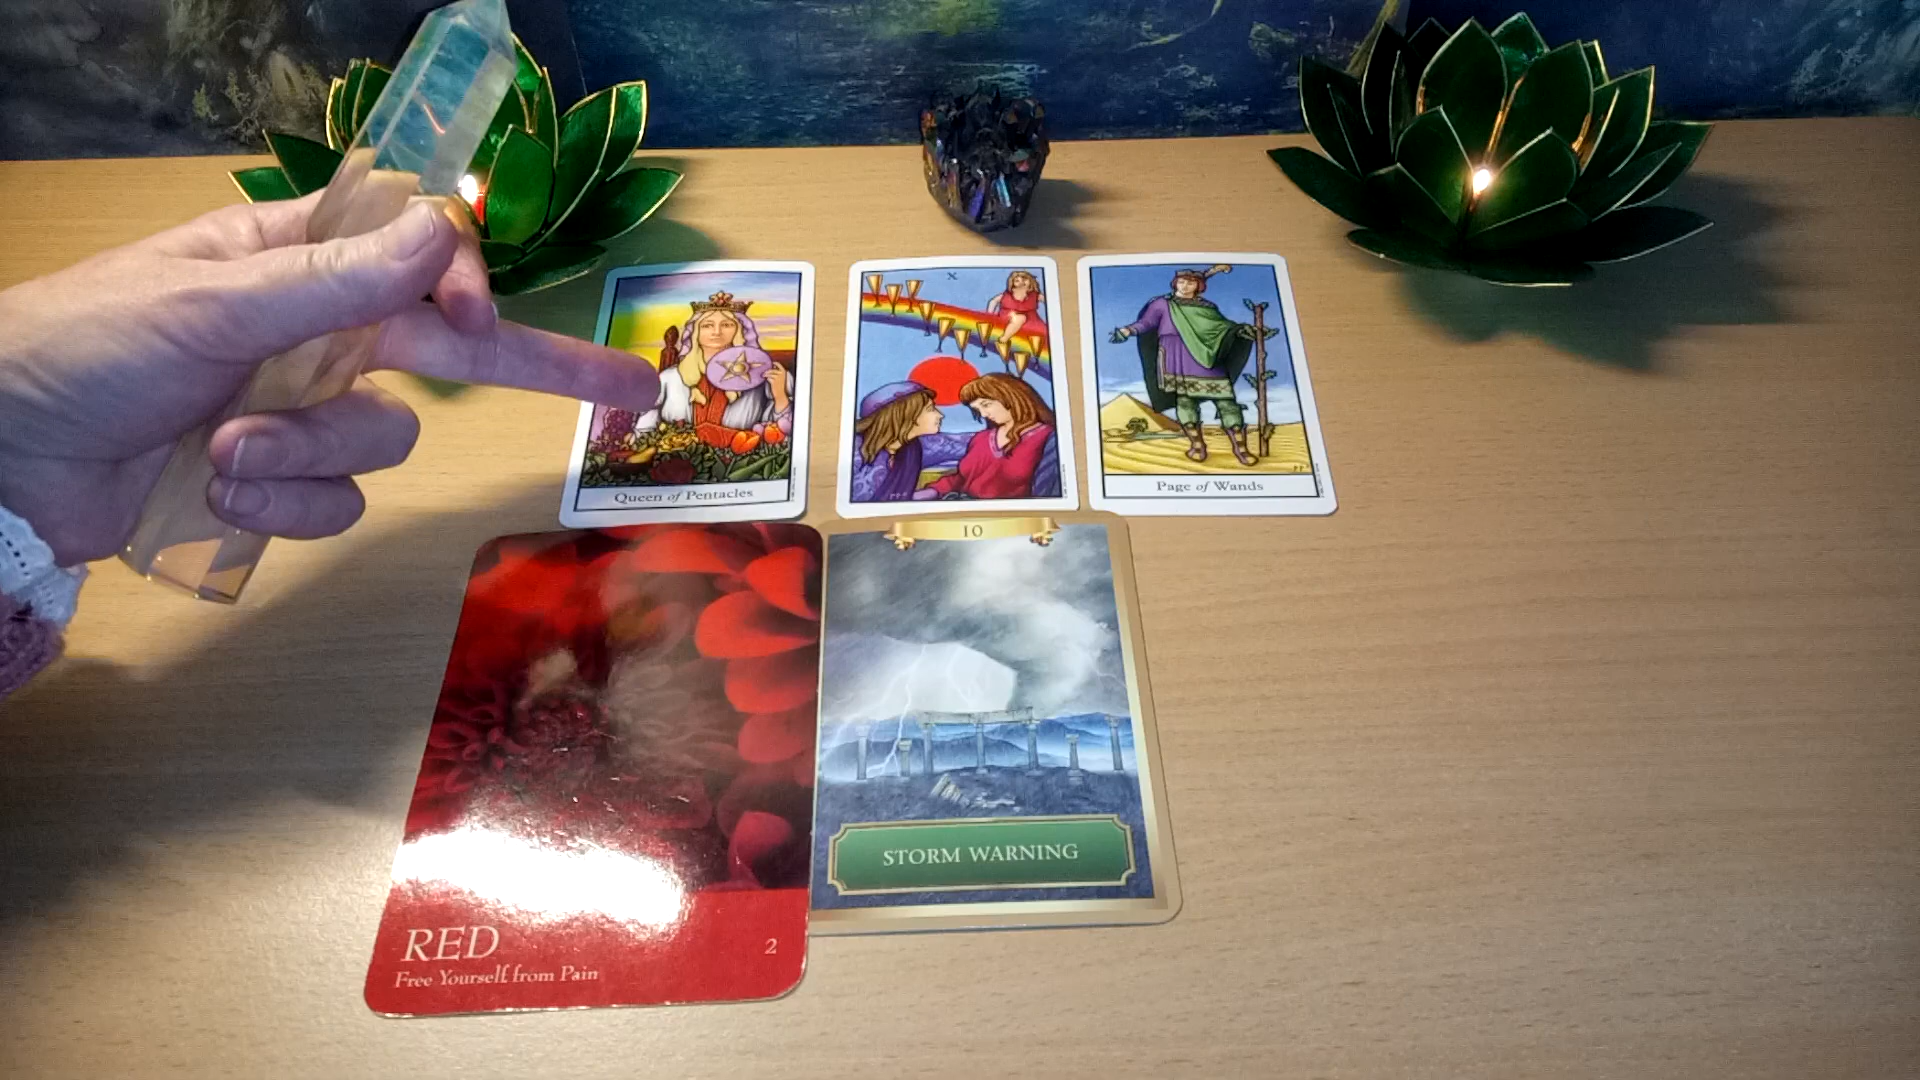 X
Queen of Pentacles
Page of Wands
10
STORM WARNING
RED
2
Free Yourself from Pain